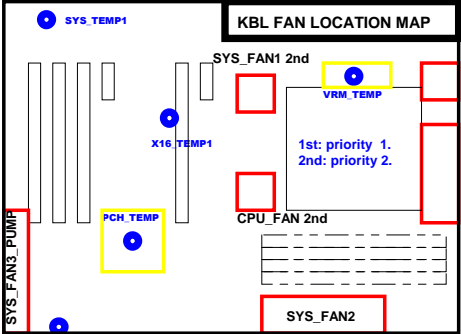 KBL FAN LOCATION MAP
SYS_TEMP1
SYS_FAN1 2nd
VRM_TEMP
X16_TEMP1
1st: priority 1.
2nd: priority 2.
PCH_TEMP
CPU_FAN 2nd
SYS_FAN3_PUMP
SYS_FAN2